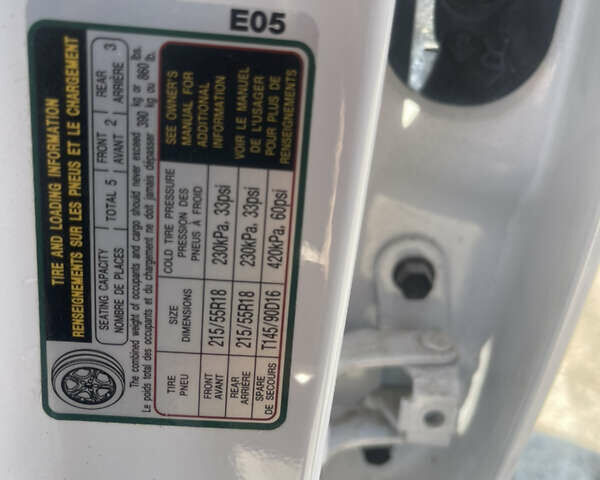 E05
TIRE AND LOADING INFORMATION
RENSEIGNEMENTS SUR LES PNEUS ET LE CHARGEMENT
SEATING CAPACITY
NOMBRE DE PLACES
TOTAL 5
FRONT
AVANT 2
REAR
ARRIÈRE 3
The combined weight of occupants and cargo should never exceed 390 kg or 860 lbs.
Le poids total des occupants et du chargement ne doit jamais dépasser 390 kg ou 860 lb.
TIRE
PNEU
SIZE
DIMENSIONS
COLD TIRE PRESSURE
PRESSION DES
PNEUS À FROID
SEE OWNER'S
MANUAL FOR
ADDITIONAL
INFORMATION
VOIR LE MANUEL
DE L'USAGER
POUR PLUS DE
RENSEIGNEMENTS
FRONT
AVANT
215/55R18
230kPa, 33psi
REAR
ARRIÈRE
215/55R18
230kPa, 33psi
SPARE
DE SECOURS
T145/90D16
420kPa, 60psi